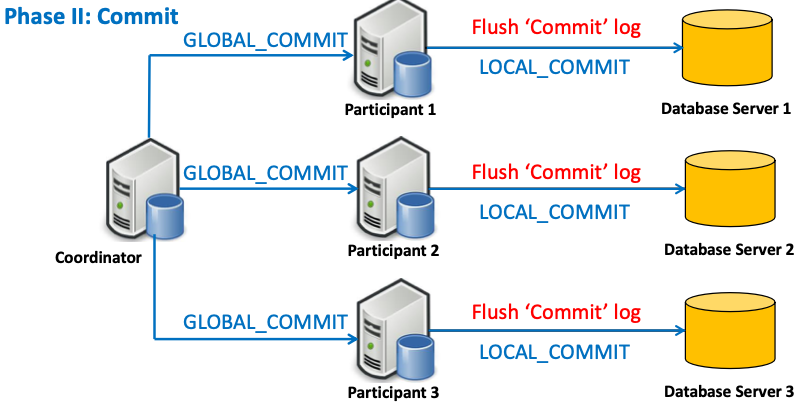 Phase II: Commit
GLOBAL_COMMIT
Flush ‘Commit’ log
LOCAL_COMMIT
Participant 1
Database Server 1
GLOBAL_COMMIT
Flush ‘Commit’ log
LOCAL_COMMIT
Coordinator
Participant 2
Database Server 2
GLOBAL_COMMIT
Flush ‘Commit’ log
LOCAL_COMMIT
Participant 3
Database Server 3